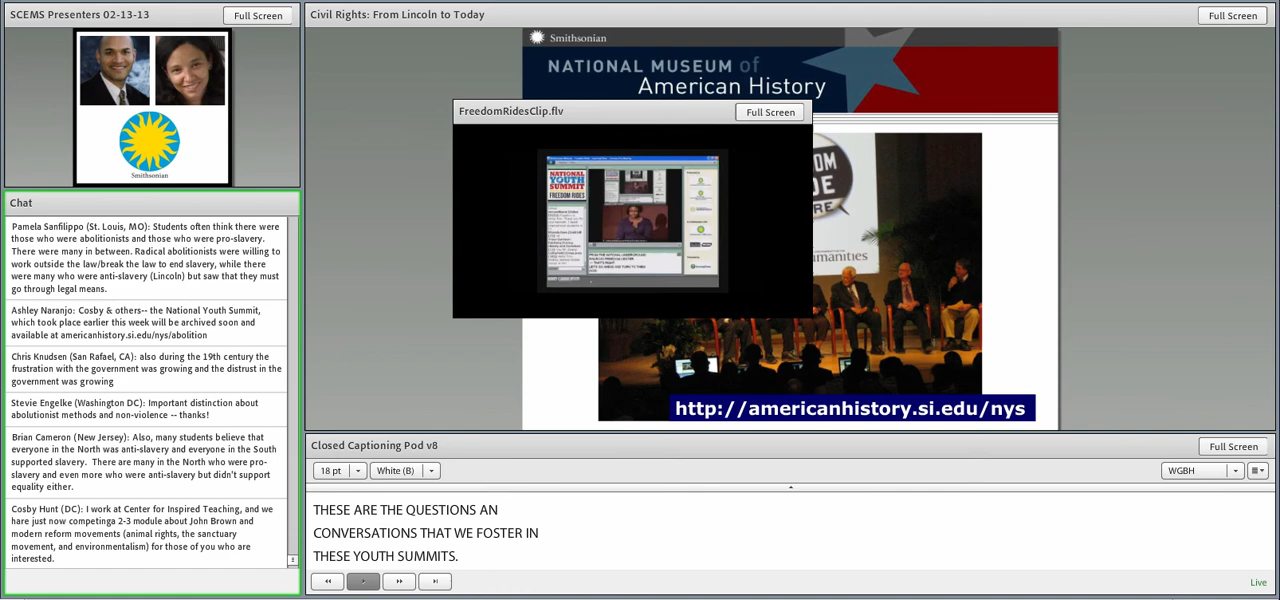 SCEMS Presenters 02-13-13
Full Screen
Smithsonian
Chat
Pamela Sanfilippo (St. Louis, MO): Students often think there were
those who were abolitionists and those who were pro-slavery.
There were many in between. Radical abolitionists were willing to
work outside the law/break the law to end slavery, while there
were many who were anti-slavery (Lincoln) but saw that they must
go through legal means.
Ashley Naranjo: Cosby & others-- the National Youth Summit,
which took place earlier this week will be archived soon and
available at americanhistory.si.edu/nys/abolition
Chris Knudsen (San Rafael, CA): also during the 19th century the
frustration with the government was growing and the distrust in the
government was growing
Stevie Engelke (Washington DC): Important distinction about
abolutionist methods and non-violence -- thanks!
Brian Cameron (New Jersey): Also, many students believe that
everyone in the North was anti-slavery and everyone in the South
supported slavery.  There are many in the North who were pro-
slavery and even more who were anti-slavery but didn't support
equality either.
Cosby Hunt (DC): I work at Center for Inspired Teaching, and we
hare just now competinga 2-3 module about John Brown and
modern reform movements (animal rights, the sanctuary
movement, and environmentalism) for those of you who are
interested.
Civil Rights: From Lincoln to Today
Full Screen
Smithsonian
NATIONAL MUSEUM of
American History
FreedomRidesClip.flv
Full Screen
NATIONAL
YOUTH
SUMMIT
FREEDOM RIDES
http://americanhistory.si.edu/nys
Closed Captioning Pod v8
Full Screen
18 pt
White (B)
WGBH
THESE ARE THE QUESTIONS AN
CONVERSATIONS THAT WE FOSTER IN
THESE YOUTH SUMMITS.
Live